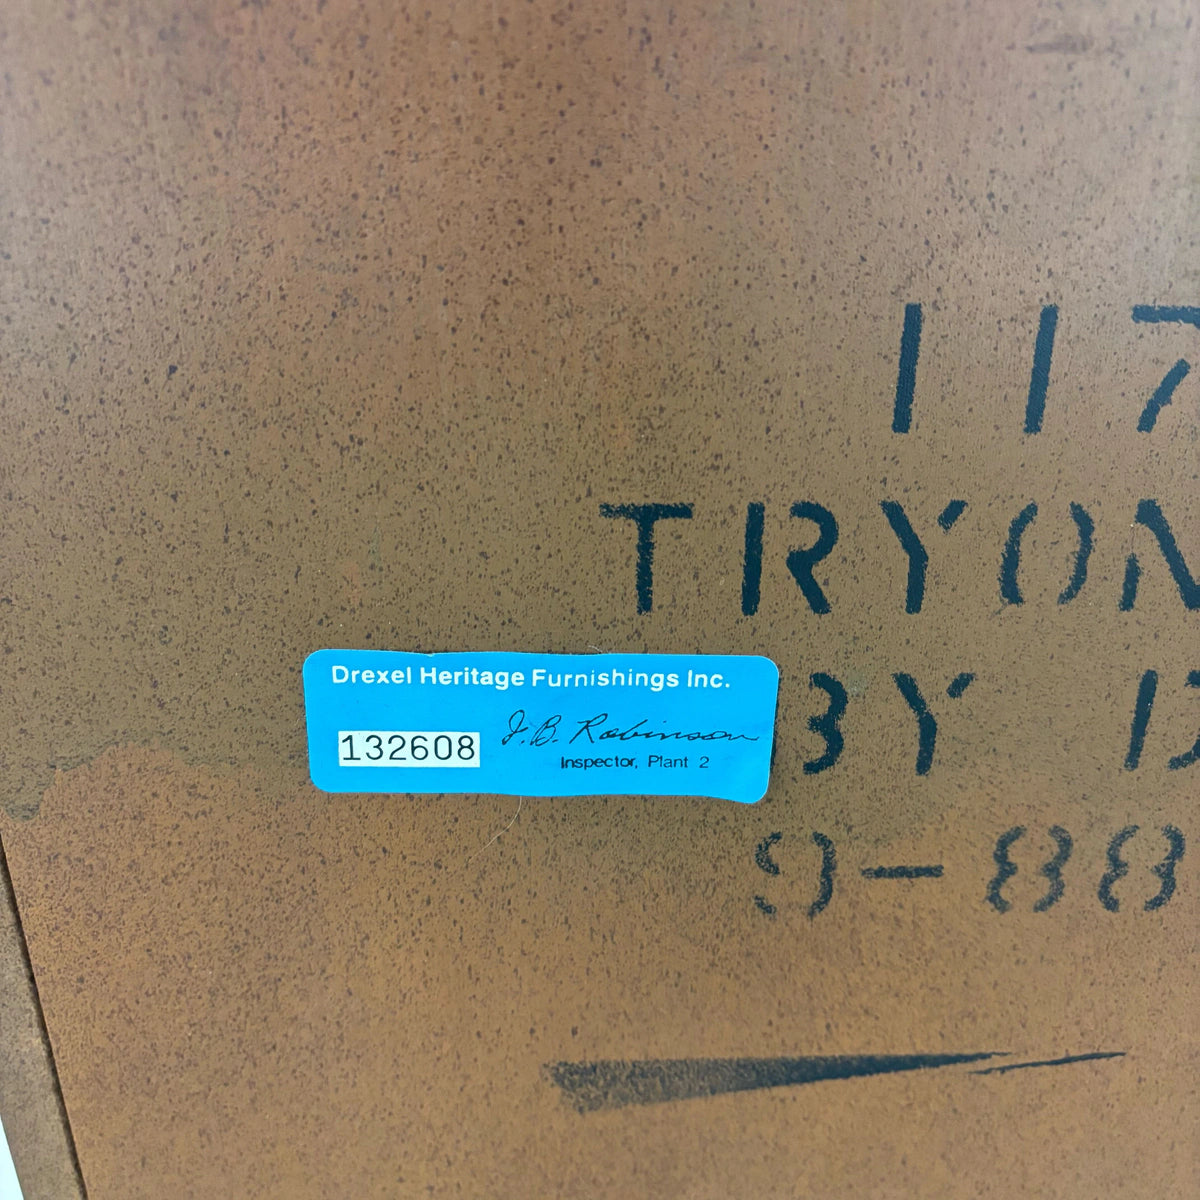 117
TRYON
BY D
9-88
Drexel Heritage Furnishings Inc.
132608
J. B. Robinson
Inspector, Plant 2